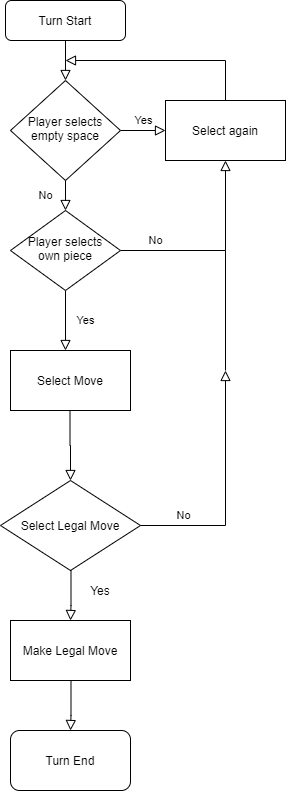 Turn Start
Player selects
empty space
Yes
Select again
No
Player selects
own piece
No
Yes
Select Move
Select Legal Move
No
Yes
Make Legal Move
Turn End